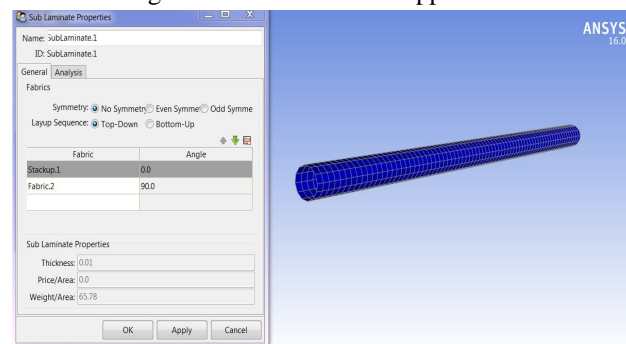 Sub Laminate Properties
Name: SubLaminate.1
ID: SubLaminate.1
General Analysis
Fabrics
Symmetry: No Symmetry Even Symme Odd Symme
Layup Sequence: Top-Down Bottom-Up
Fabric Angle
Stackup.1 0.0
Fabric.2 90.0
Sub Laminate Properties
Thickness: 0.01
Price/Area: 0.0
Weight/Area: 65.78
OK Apply Cancel
ANSYS
16.0